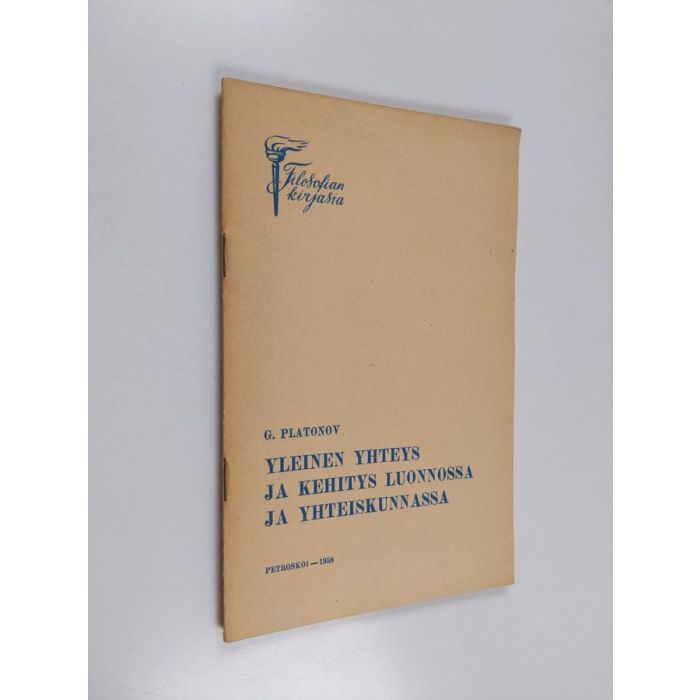 Filosofian
kirjasia
G. PLATONOV
YLEINEN YHTEYS
JA KEHITYS LUONNOSSA
JA YHTEISKUNNASSA
PETROSKOI — 1958